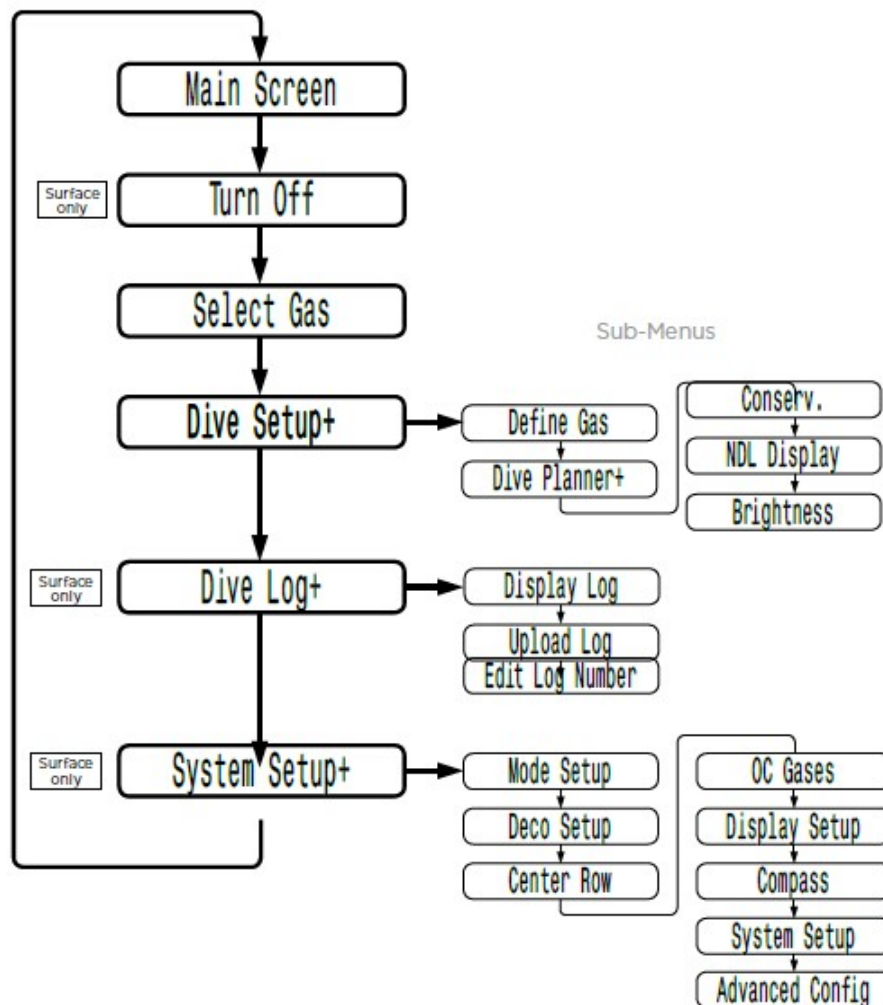 Main Screen
Surface
only
Turn Off
Select Gas
Sub-Menus
Dive Setup+
Define Gas
Dive Planner+
Conserv.
NDL Display
Brightness
Surface
only
Dive Log+
Display Log
Upload Log
Edit Log Number
Surface
only
System Setup+
Mode Setup
Deco Setup
Center Row
OC Gases
Display Setup
Compass
System Setup
Advanced Config